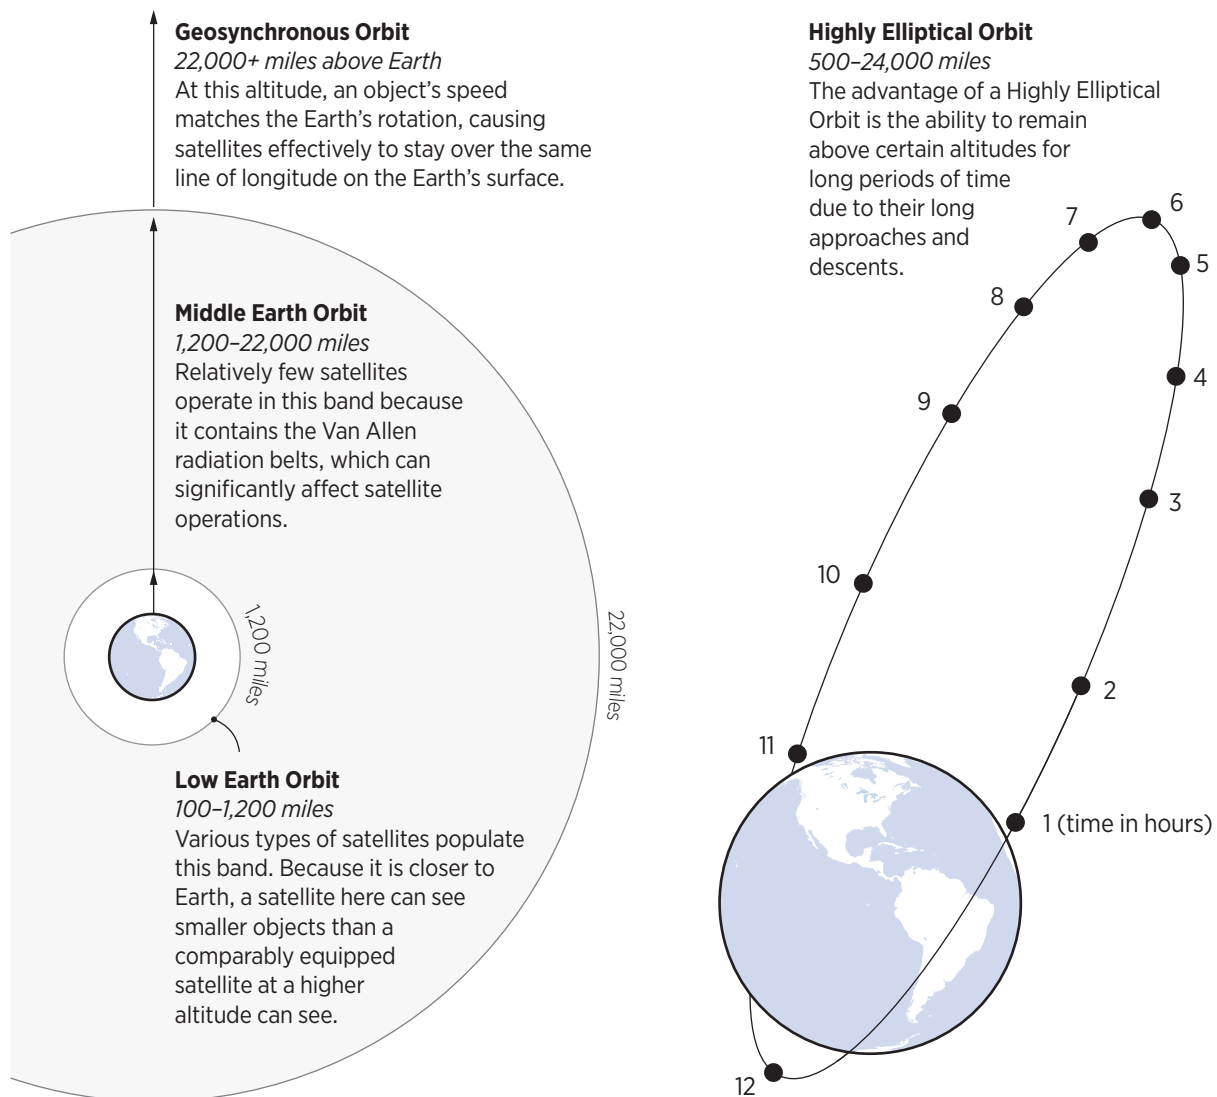 Geosynchronous Orbit
22,000+ miles above Earth
At this altitude, an object’s speed
matches the Earth’s rotation, causing
satellites effectively to stay over the same
line of longitude on the Earth’s surface.
Middle Earth Orbit
1,200–22,000 miles
Relatively few satellites
operate in this band because
it contains the Van Allen
radiation belts, which can
significantly affect satellite
operations.
1,200 miles
22,000 miles
Low Earth Orbit
100–1,200 miles
Various types of satellites populate
this band. Because it is closer to
Earth, a satellite here can see
smaller objects than a
comparably equipped
satellite at a higher
altitude can see.
Highly Elliptical Orbit
500–24,000 miles
The advantage of a Highly Elliptical
Orbit is the ability to remain
above certain altitudes for
long periods of time
due to their long
approaches and
descents.
1 (time in hours)
2
3
4
5
6
7
8
9
10
11
12